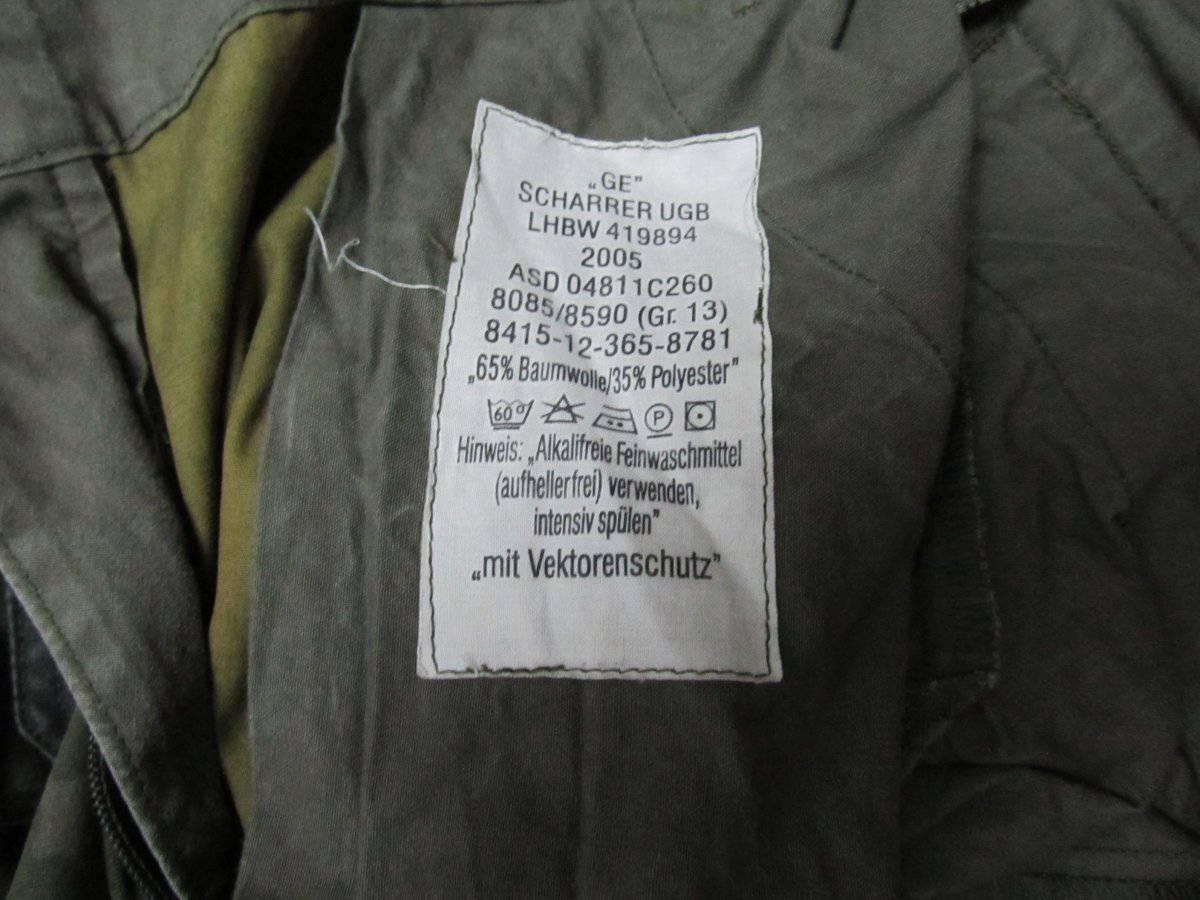 „GE”
SCHARRER UGB
LHBW 419894
2005
ASD 04811C260
8085/8590 (Gr. 13)
8415-12-365-8781
„65% Baumwolle/35% Polyester”
60° P
Hinweis: „Alkalifreie Feinwaschmittel
(aufhellerfrei) verwenden,
intensiv spülen”
„mit Vektorenschutz”